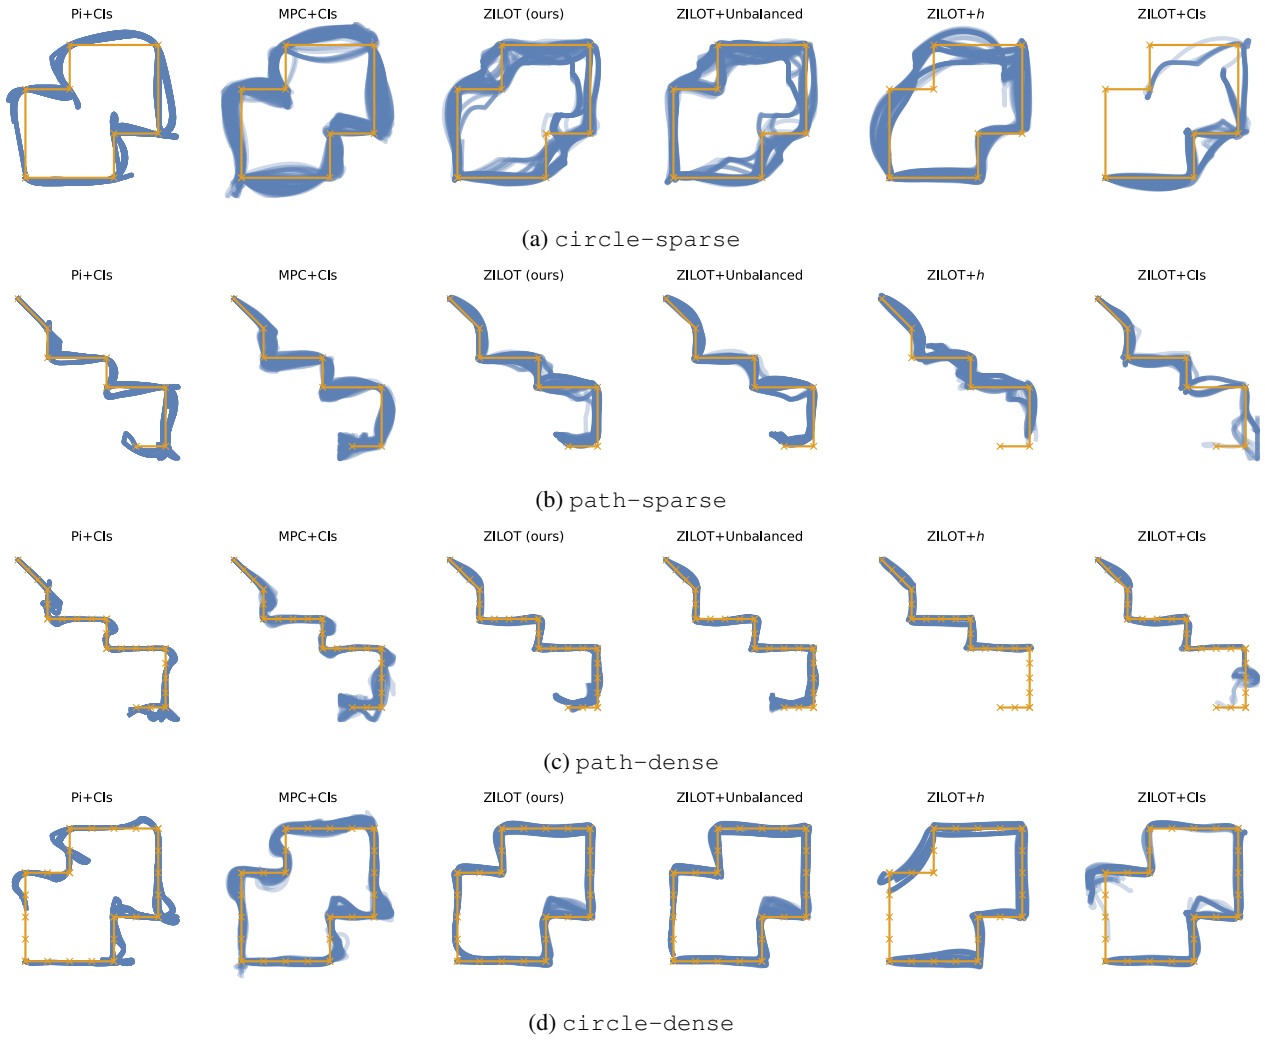 Pi+Cls MPC+Cls ZILOT (ours) ZILOT+Unbalanced ZILOT+h ZILOT+Cls
(a) circle-sparse
Pi+Cls MPC+Cls ZILOT (ours) ZILOT+Unbalanced ZILOT+h ZILOT+Cls
(b) path-sparse
Pi+Cls MPC+Cls ZILOT (ours) ZILOT+Unbalanced ZILOT+h ZILOT+Cls
(c) path-dense
Pi+Cls MPC+Cls ZILOT (ours) ZILOT+Unbalanced ZILOT+h ZILOT+Cls
(d) circle-dense